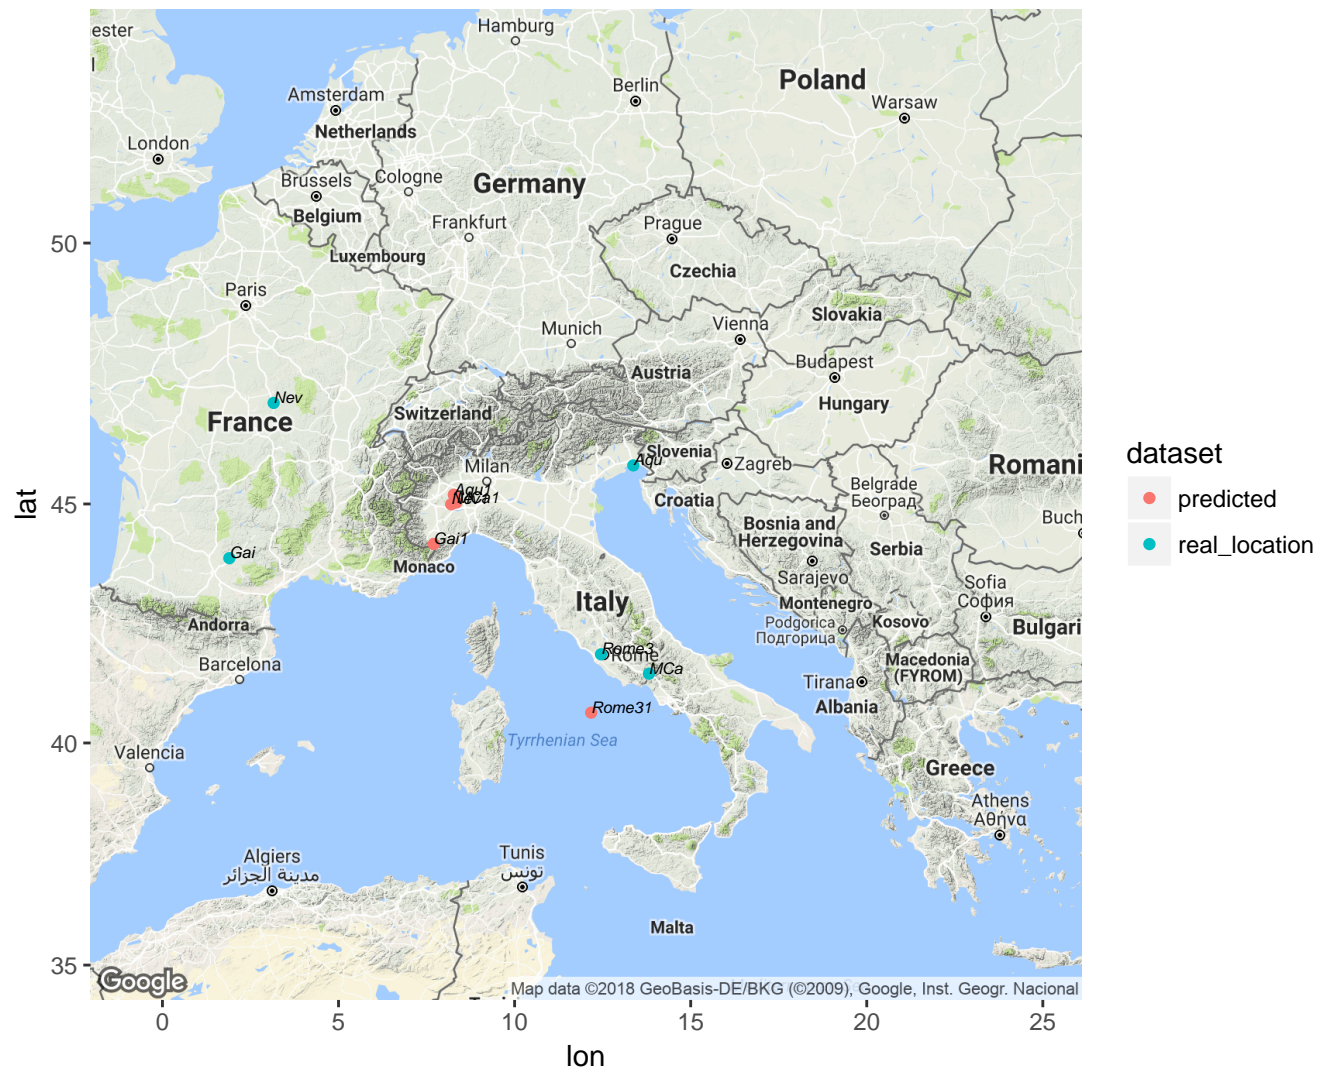 Hamburg
ester
l
Poland
Berlin
Amsterdam
Warsaw
Netherlands
London
Brussels
Cologne
Germany
Belgium
Frankfurt
Prague
50
Luxembourg
Czechia
Paris
Slovakia
Munich
Vienna
Budapest
Austria
Nev
Switzerland
Hungary
France
Slovenia
Aqu
Zagreb
Milan
Romani
Belgrade
Београд
Aqu1
45
Croatia
Bosnia and
Herzegovina
Buch
Gai1
Serbia
Gai
Monaco
Sarajevo
Sofia
София
Italy
Montenegro
Andorra
Podgorica
Подгорица
Kosovo
Bulgari
Rome3
Rome
Barcelona
MCa
Macedonia
(FYROM)
Tirana
Albania
Rome31
40
Tyrrhenian Sea
Valencia
Greece
Athens
Αθήνα
Algiers
مدينة الجزائر
Tunis
تونس
Malta
35
Google
Map data ©2018 GeoBasis-DE/BKG (©2009), Google, Inst. Geogr. Nacional
0
5
10
15
20
25
lon
lat
dataset
predicted
real_location